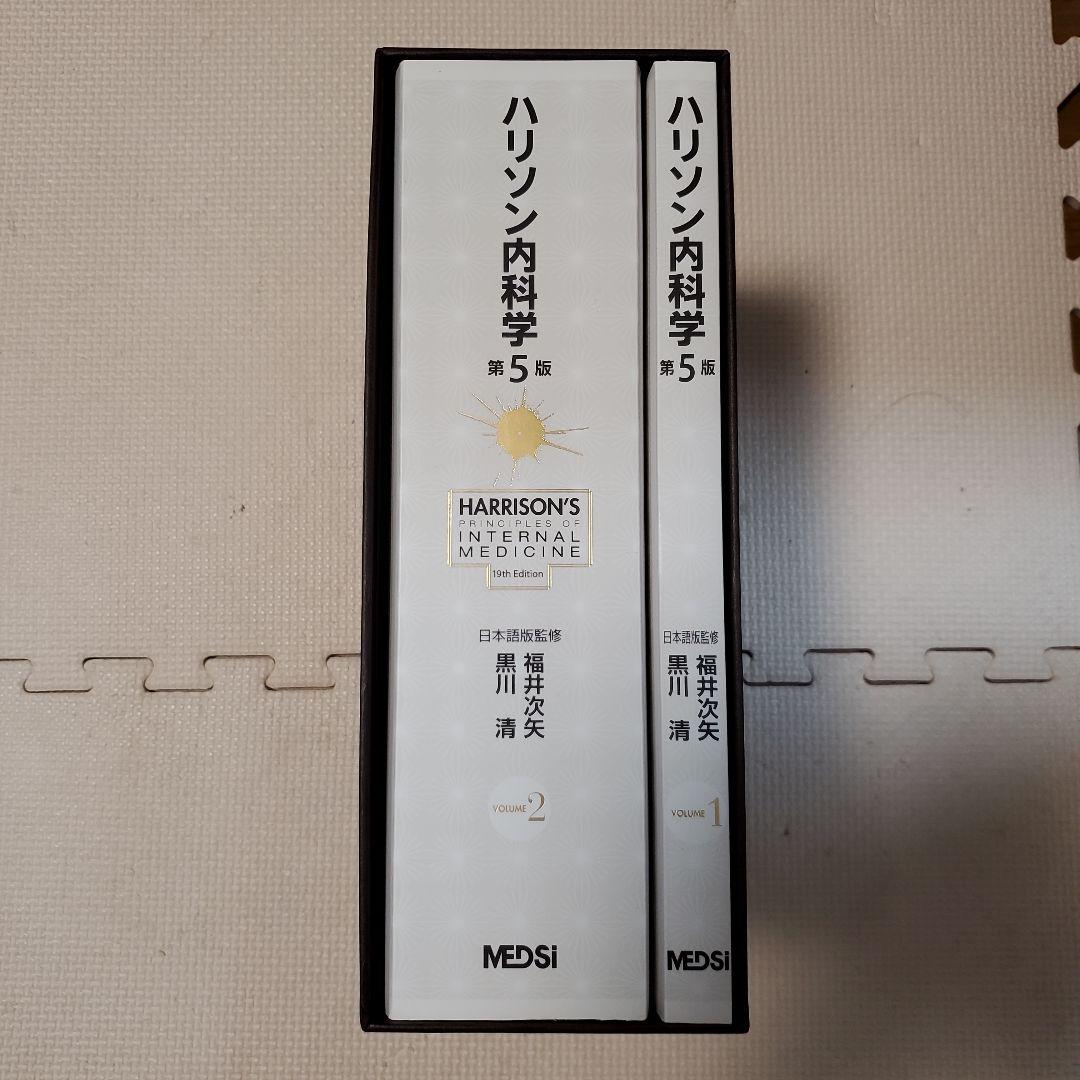 ハリソン内科学
第5版
HARRISON'S
PRINCIPLES OF
INTERNAL
MEDICINE
19th Edition
日本語版監修
福井次矢
黒川 清
VOLUME 2
MEDSi
ハリソン内科学
第5版
日本語版監修
福井次矢
黒川 清
VOLUME 1
MEDSi